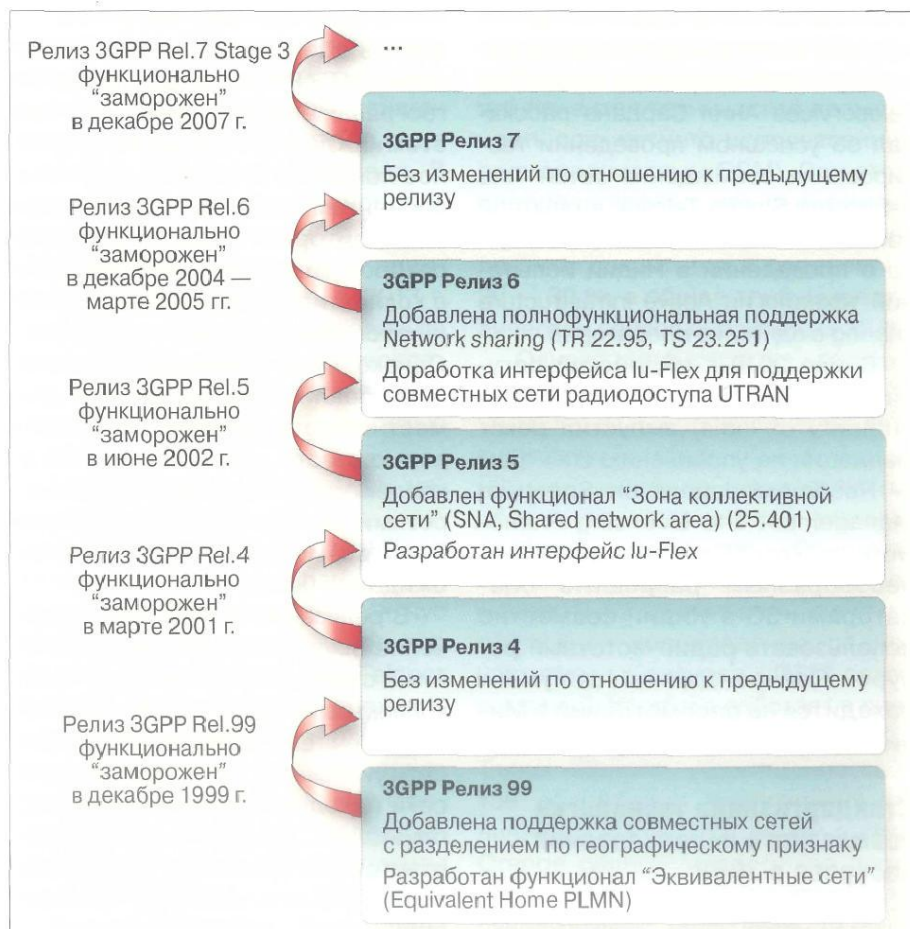 Релиз 3GPP Rel.7 Stage 3
функционально
“заморожен”
в декабре 2007 г.
...
3GPP Релиз 7
Без изменений по отношению к предыдущему
релизу
Релиз 3GPP Rel.6
функционально
“заморожен”
в декабре 2004 —
марте 2005 гг.
3GPP Релиз 6
Добавлена полнофункциональная поддержка
Network sharing (TR 22.95, TS 23.251)
Доработка интерфейса Iu-Flex для поддержки
совместных сети радиодоступа UTRAN
Релиз 3GPP Rel.5
функционально
“заморожен”
в июне 2002 г.
3GPP Релиз 5
Добавлен функционал “Зона коллективной
сети” (SNA, Shared network area) (25.401)
Разработан интерфейс Iu-Flex
Релиз 3GPP Rel.4
функционально
“заморожен”
в марте 2001 г.
3GPP Релиз 4
Без изменений по отношению к предыдущему
релизу
Релиз 3GPP Rel.99
функционально
“заморожен”
в декабре 1999 г.
3GPP Релиз 99
Добавлена поддержка совместных сетей
с разделением по географическому признаку
Разработан функционал “Эквивалентные сети”
(Equivalent Home PLMN)